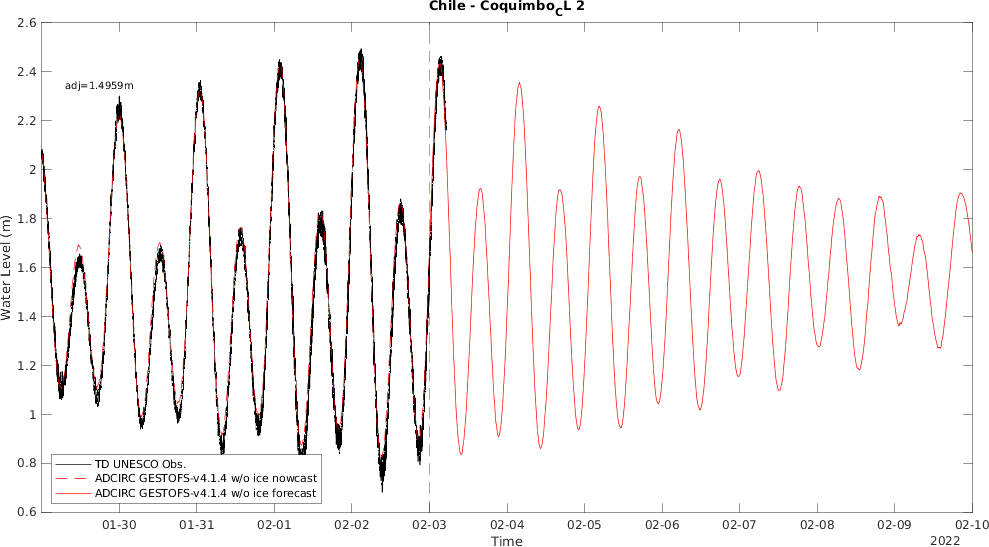 Chile - CoquimboCL 2
2.6
2.4
2.2
2
1.8
1.6
1.4
1.2
1
0.8
0.6
Water Level (m)
adj=1.4959m
TD UNESCO Obs.
ADCIRC GESTOFS-v4.1.4 w/o ice nowcast
ADCIRC GESTOFS-v4.1.4 w/o ice forecast
01-30 01-31 02-01 02-02 02-03 02-04 02-05 02-06 02-07 02-08 02-09 02-10
Time
2022